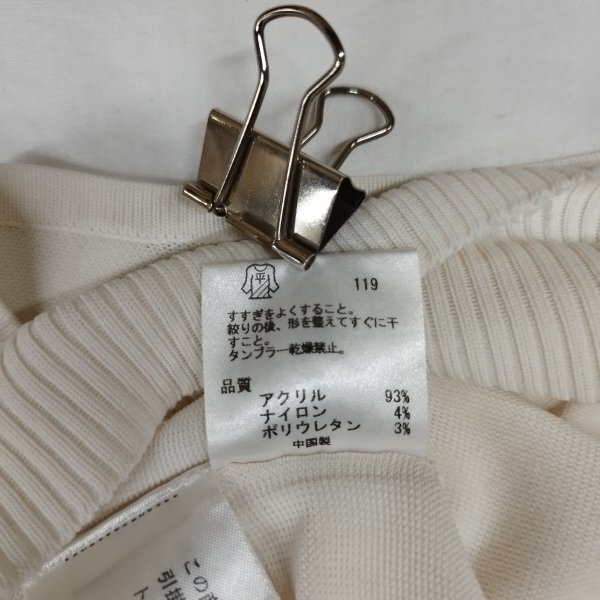 平
119
すすぎをよくすること。
絞りの後、形を整えてすぐに干
すこと。
タンブラー乾燥禁止。
品質
アクリル 93%
ナイロン 4%
ポリウレタン 3%
中国製
この
引
ト